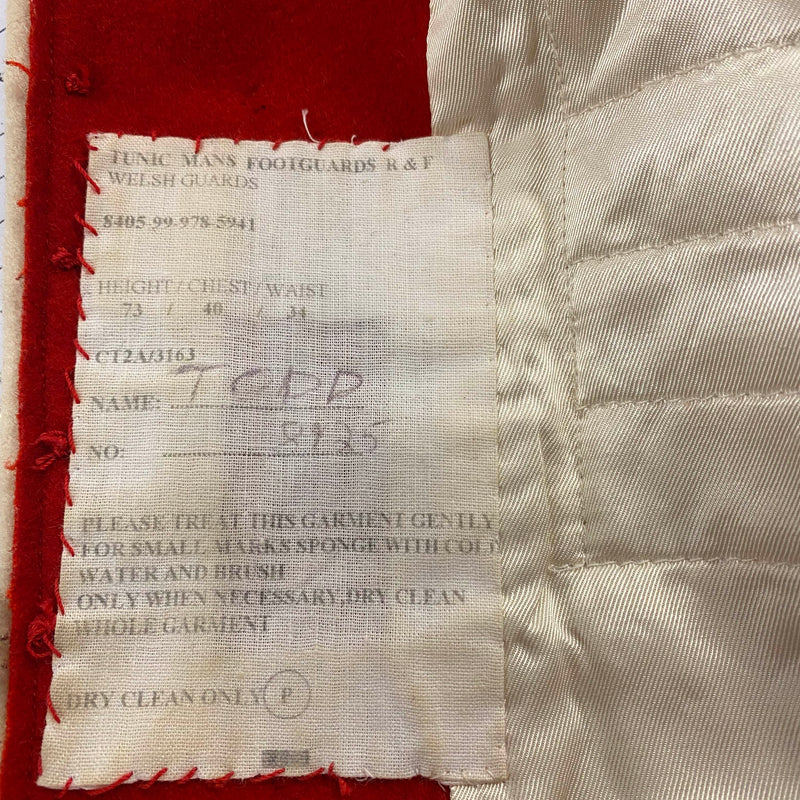 TUNIC MANS FOOTGUARDS R & F
WELSH GUARDS
8405-99-978-5941
HEIGHT / CHEST / WAIST
73 / 40 / 34
CT2A/3163
NAME: TODD
NO:
PLEASE TREAT THIS GARMENT GENTLY
FOR SMALL MARKS SPONGE WITH COLD
WATER AND BRUSH
ONLY WHEN NECESSARY,DRY CLEAN
WHOLE GARMENT
DRY CLEAN ONLY P